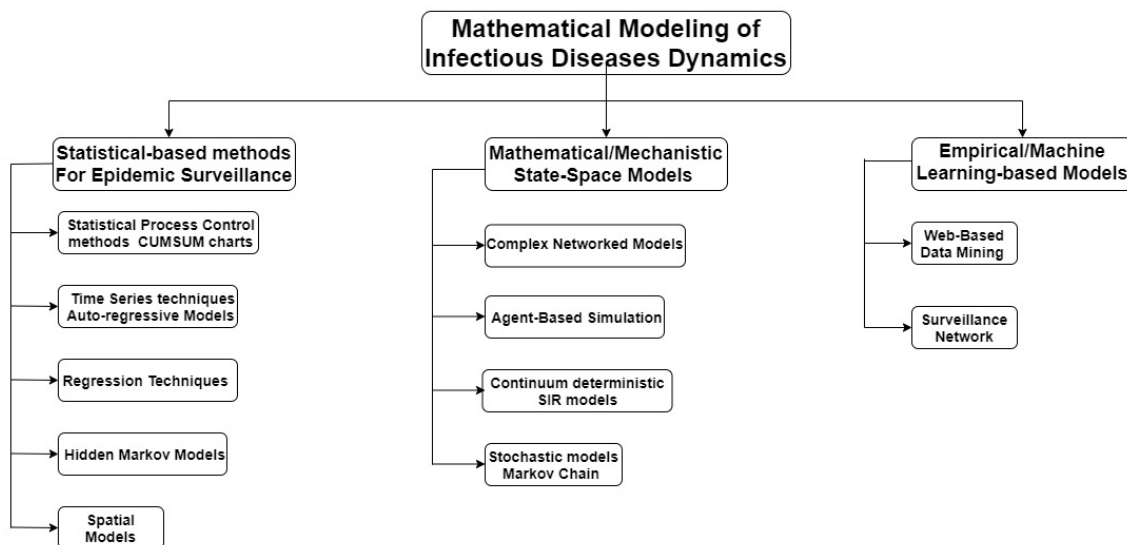 Mathematical Modeling of
Infectious Diseases Dynamics
Statistical-based methods
For Epidemic Surveillance
Statistical Process Control
methods CUMSUM charts
Time Series techniques
Auto-regressive Models
Regression Techniques
Hidden Markov Models
Spatial
Models
Mathematical/Mechanistic
State-Space Models
Complex Networked Models
Agent-Based Simulation
Continuum deterministic
SIR models
Stochastic models
Markov Chain
Empirical/Machine
Learning-based Models
Web-Based
Data Mining
Surveillance
Network